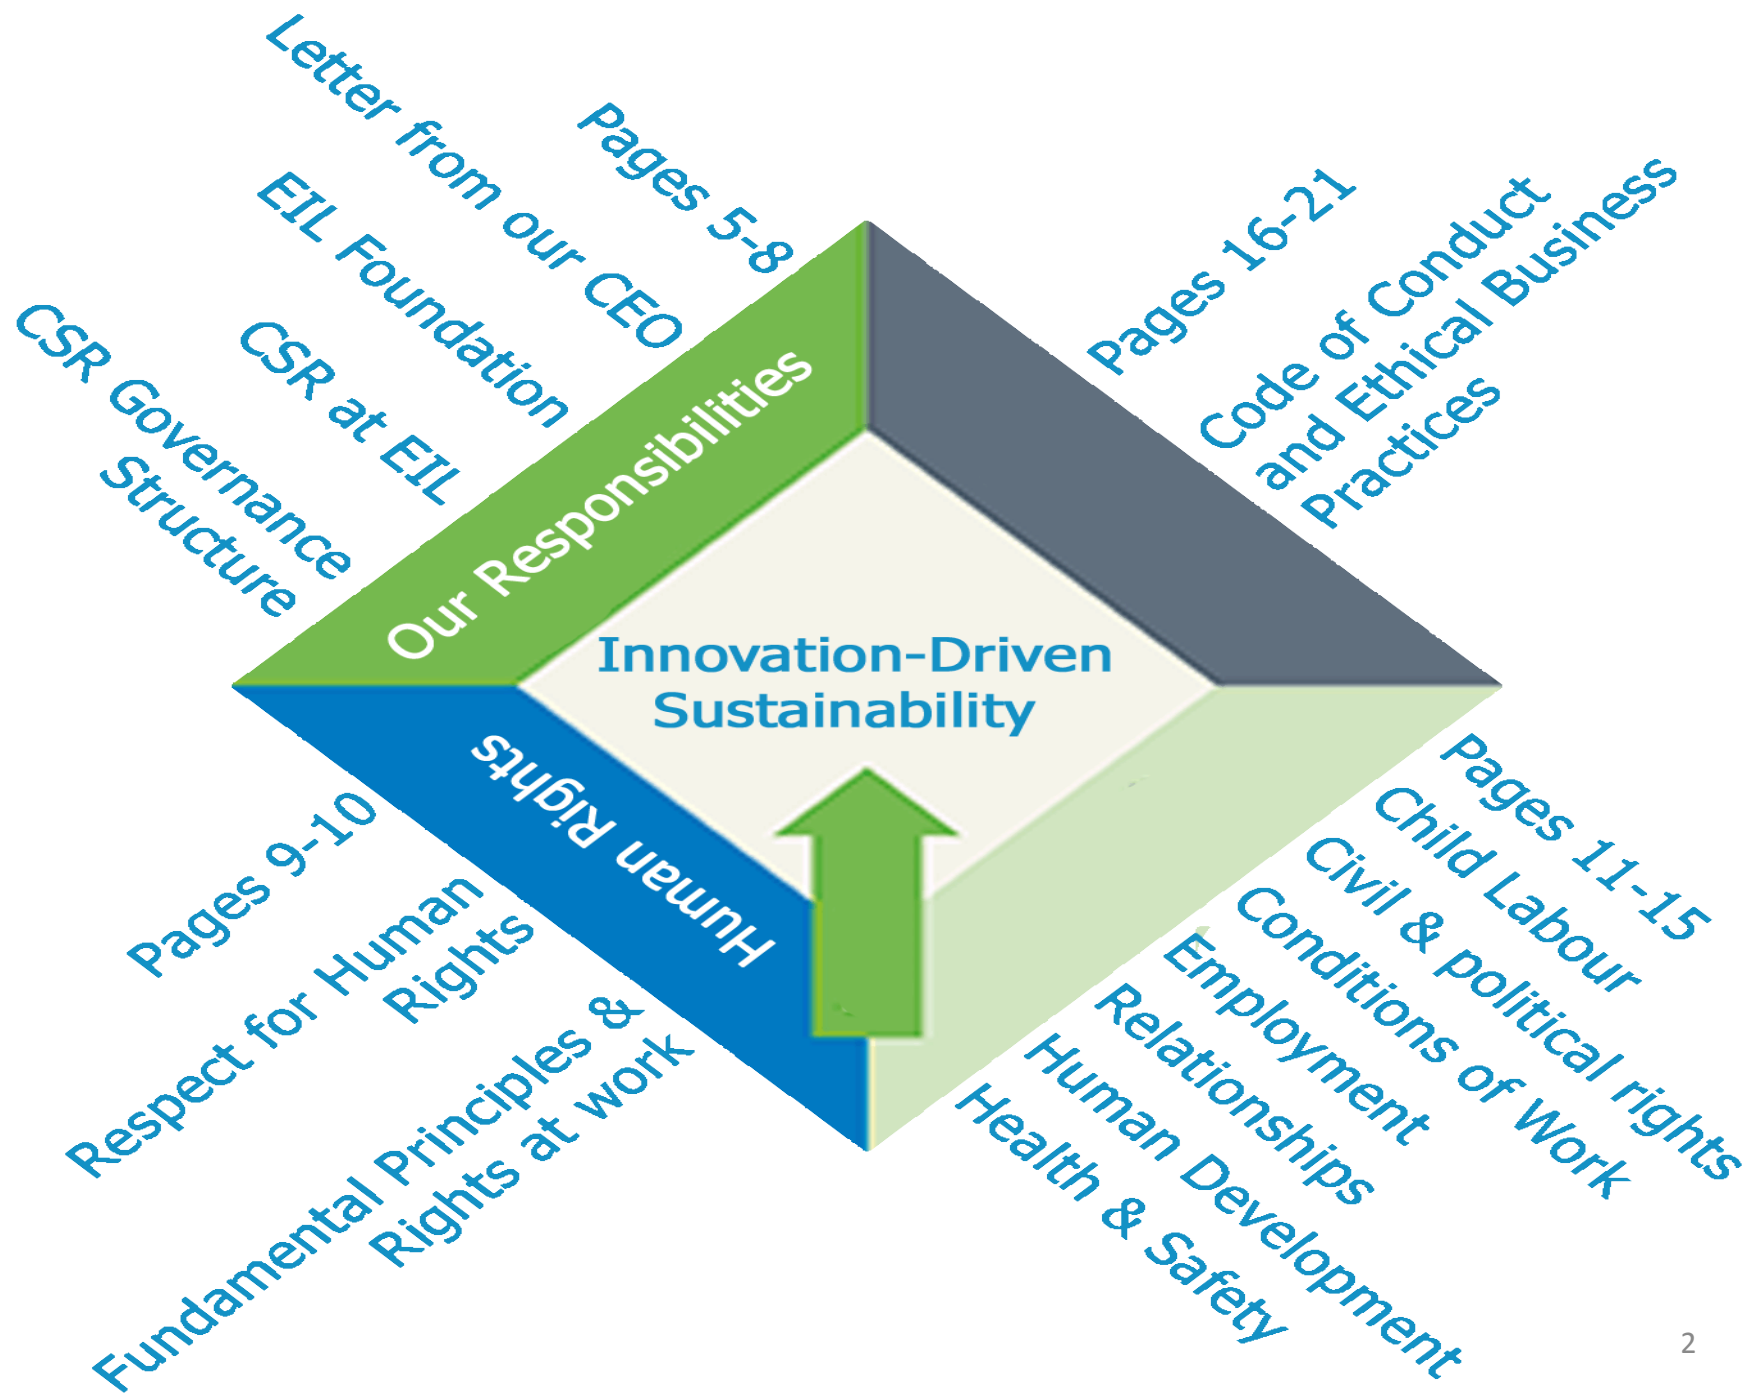 Pages 5-8
Letter from our CEO
EIL Foundation
CSR at EIL
CSR Governance
Structure
Our Responsibilities
Pages 16-21
Code of Conduct
and Ethical Business
Practices
Innovation-Driven
Sustainability
Human Rights
Pages 9-10
Respect for Human
Rights
Fundamental Principles &
Rights at work
Pages 11-15
Child Labour
Civil & political rights
Conditions of Work
Employment
Relationships
Human Development
Health & Safety
2